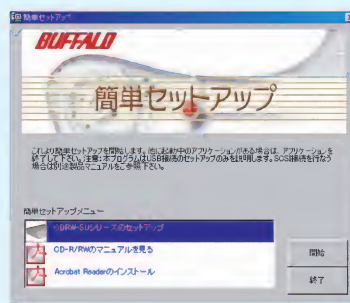 簡単セットアップ
BUFFALO
簡単セットアップ
これより簡単セットアップを開始します。他に起動中のアプリケーションがある場合は、アプリケーションを
終了して下さい。注意:本プログラムはUSB接続のセットアップのみを説明します。SCSI接続を行なう
場合は別途製品マニュアルをご参照下さい。
簡単セットアップメニュー
CDRW-SUシリーズのセットアップ
CD-R/RWのマニュアルを見る
Acrobat Readerのインストール
開始
終了